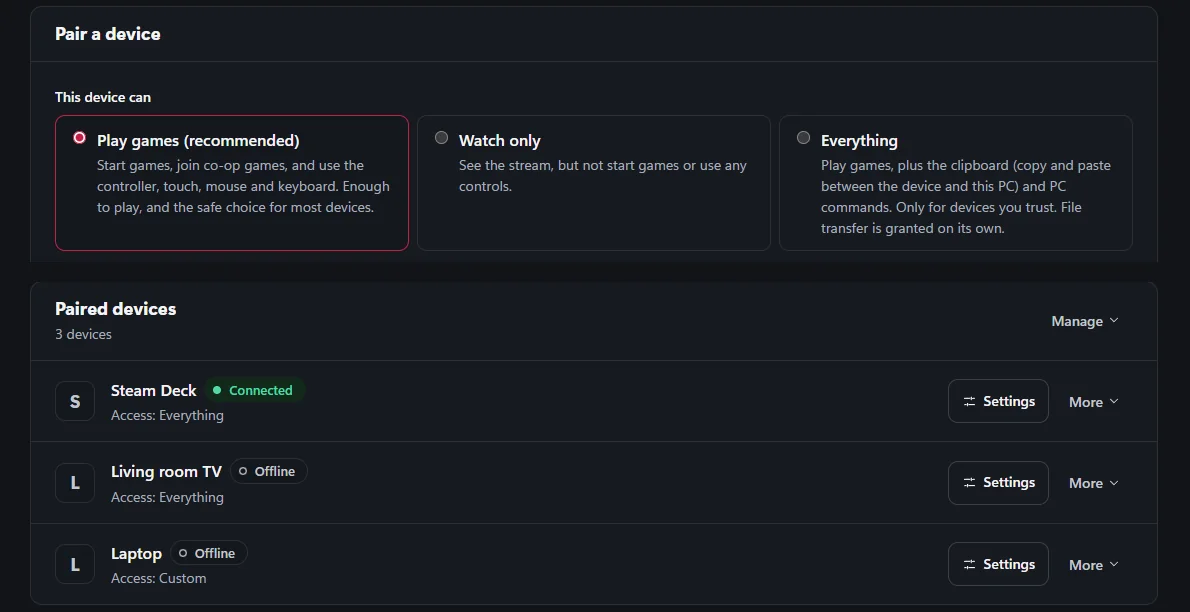 Pair a device
This device can
Play games (recommended)
Start games, join co-op games, and use the
controller, touch, mouse and keyboard. Enough
to play, and the safe choice for most devices.
Watch only
See the stream, but not start games or use any
controls.
Everything
Play games, plus the clipboard (copy and paste
between the device and this PC) and PC
commands. Only for devices you trust. File
transfer is granted on its own.
Paired devices
3 devices
Manage
S
Steam Deck
Connected
Access: Everything
Settings
More
L
Living room TV
Offline
Access: Everything
Settings
More
L
Laptop
Offline
Access: Custom
Settings
More